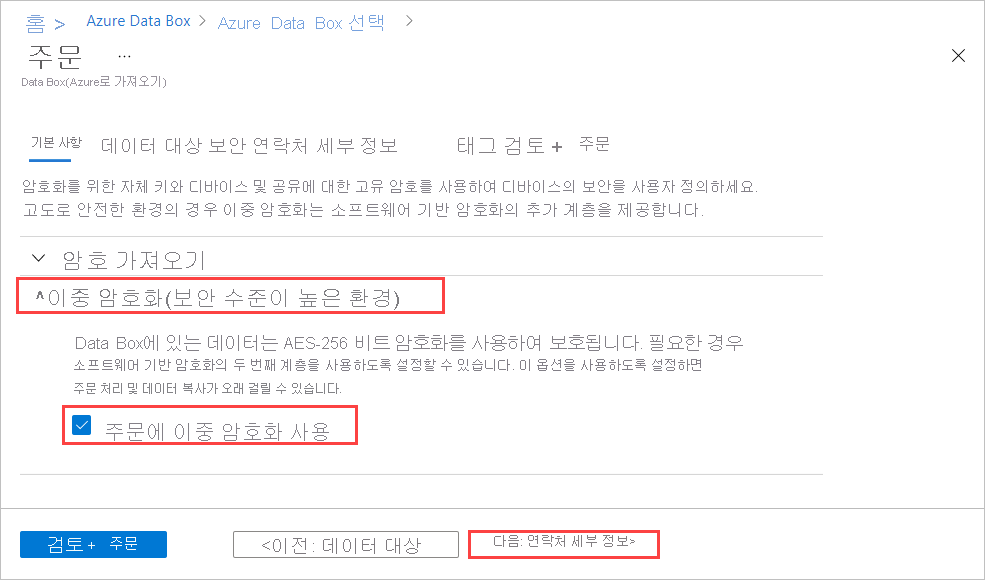 홈 > Azure Data Box > Azure Data Box 선택 >
주문 ...
Data Box(Azure로 가져오기)
기본 사항 데이터 대상 보안 연락처 세부 정보 태그 검토 + 주문
암호화를 위한 자체 키와 디바이스 및 공유에 대한 고유 암호를 사용하여 디바이스의 보안을 사용자 정의하세요.
고도로 안전한 환경의 경우 이중 암호화는 소프트웨어 기반 암호화의 추가 계층을 제공합니다.
암호 가져오기
^이중 암호화(보안 수준이 높은 환경)
Data Box에 있는 데이터는 AES-256 비트 암호화를 사용하여 보호됩니다. 필요한 경우
소프트웨어 기반 암호화의 두 번째 계층을 사용하도록 설정할 수 있습니다. 이 옵션을 사용하도록 설정하면
주문 처리 및 데이터 복사가 오래 걸릴 수 있습니다.
주문에 이중 암호화 사용
검토 + 주문 <이전: 데이터 대상 다음: 연락처 세부 정보>